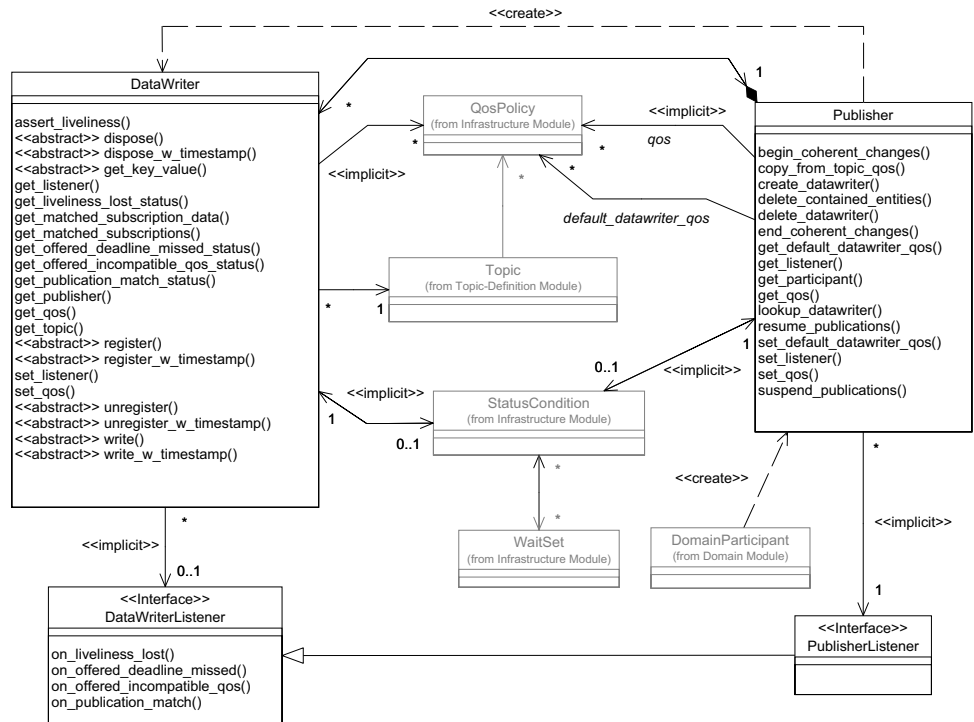 <<create>>
DataWriter
assert_liveliness()
<<abstract>> dispose()
<<abstract>> dispose_w_timestamp()
<<abstract>> get_key_value()
get_listener()
get_liveliness_lost_status()
get_matched_subscription_data()
get_matched_subscriptions()
get_offered_deadline_missed_status()
get_offered_incompatible_qos_status()
get_publication_match_status()
get_publisher()
get_qos()
get_topic()
<<abstract>> register()
<<abstract>> register_w_timestamp()
set_listener()
set_qos()
<<abstract>> unregister()
<<abstract>> unregister_w_timestamp()
<<abstract>> write()
<<abstract>> write_w_timestamp()
*
1
QosPolicy
(from Infrastructure Module)
*
*
*
*
<<implicit>>
<<implicit>>
qos
default_datawriter_qos
Publisher
begin_coherent_changes()
copy_from_topic_qos()
create_datawriter()
delete_contained_entities()
delete_datawriter()
end_coherent_changes()
get_default_datawriter_qos()
get_listener()
get_participant()
get_qos()
lookup_datawriter()
resume_publications()
set_default_datawriter_qos()
set_listener()
set_qos()
suspend_publications()
Topic
(from Topic-Definition Module)
*
1
1
0..1
<<implicit>>
<<implicit>>
1
0..1
StatusCondition
(from Infrastructure Module)
*
*
WaitSet
(from Infrastructure Module)
<<create>>
DomainParticipant
(from Domain Module)
*
<<implicit>>
1
*
<<implicit>>
0..1
<<Interface>>
DataWriterListener
on_liveliness_lost()
on_offered_deadline_missed()
on_offered_incompatible_qos()
on_publication_match()
<<Interface>>
PublisherListener